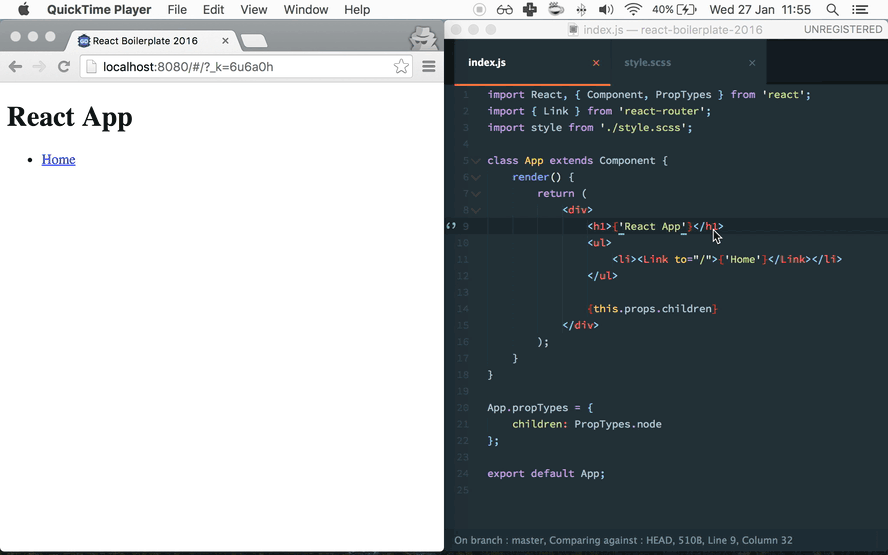 QuickTime Player File Edit View Window Help 40% Wed 27 Jan 11:55
React Boilerplate 2016
localhost:8080/#/?_k=6u6a0h
React App
Home
index.js — react-boilerplate-2016 UNREGISTERED
index.js style.scss
1 import React, { Component, PropTypes } from 'react';
2 import { Link } from 'react-router';
3 import style from './style.scss';
4
5 class App extends Component {
6 render() {
7 return (
8 <div>
9 <h1>{'React App'}</h1>
10 <ul>
11 <li><Link to="/">{'Home'}</Link></li>
12 </ul>
13
14 {this.props.children}
15 </div>
16 );
17 }
18 }
19
20 App.propTypes = {
21 children: PropTypes.node
22 };
23
24 export default App;
25
On branch : master, Comparing against : HEAD, 510B, Line 9, Column 32